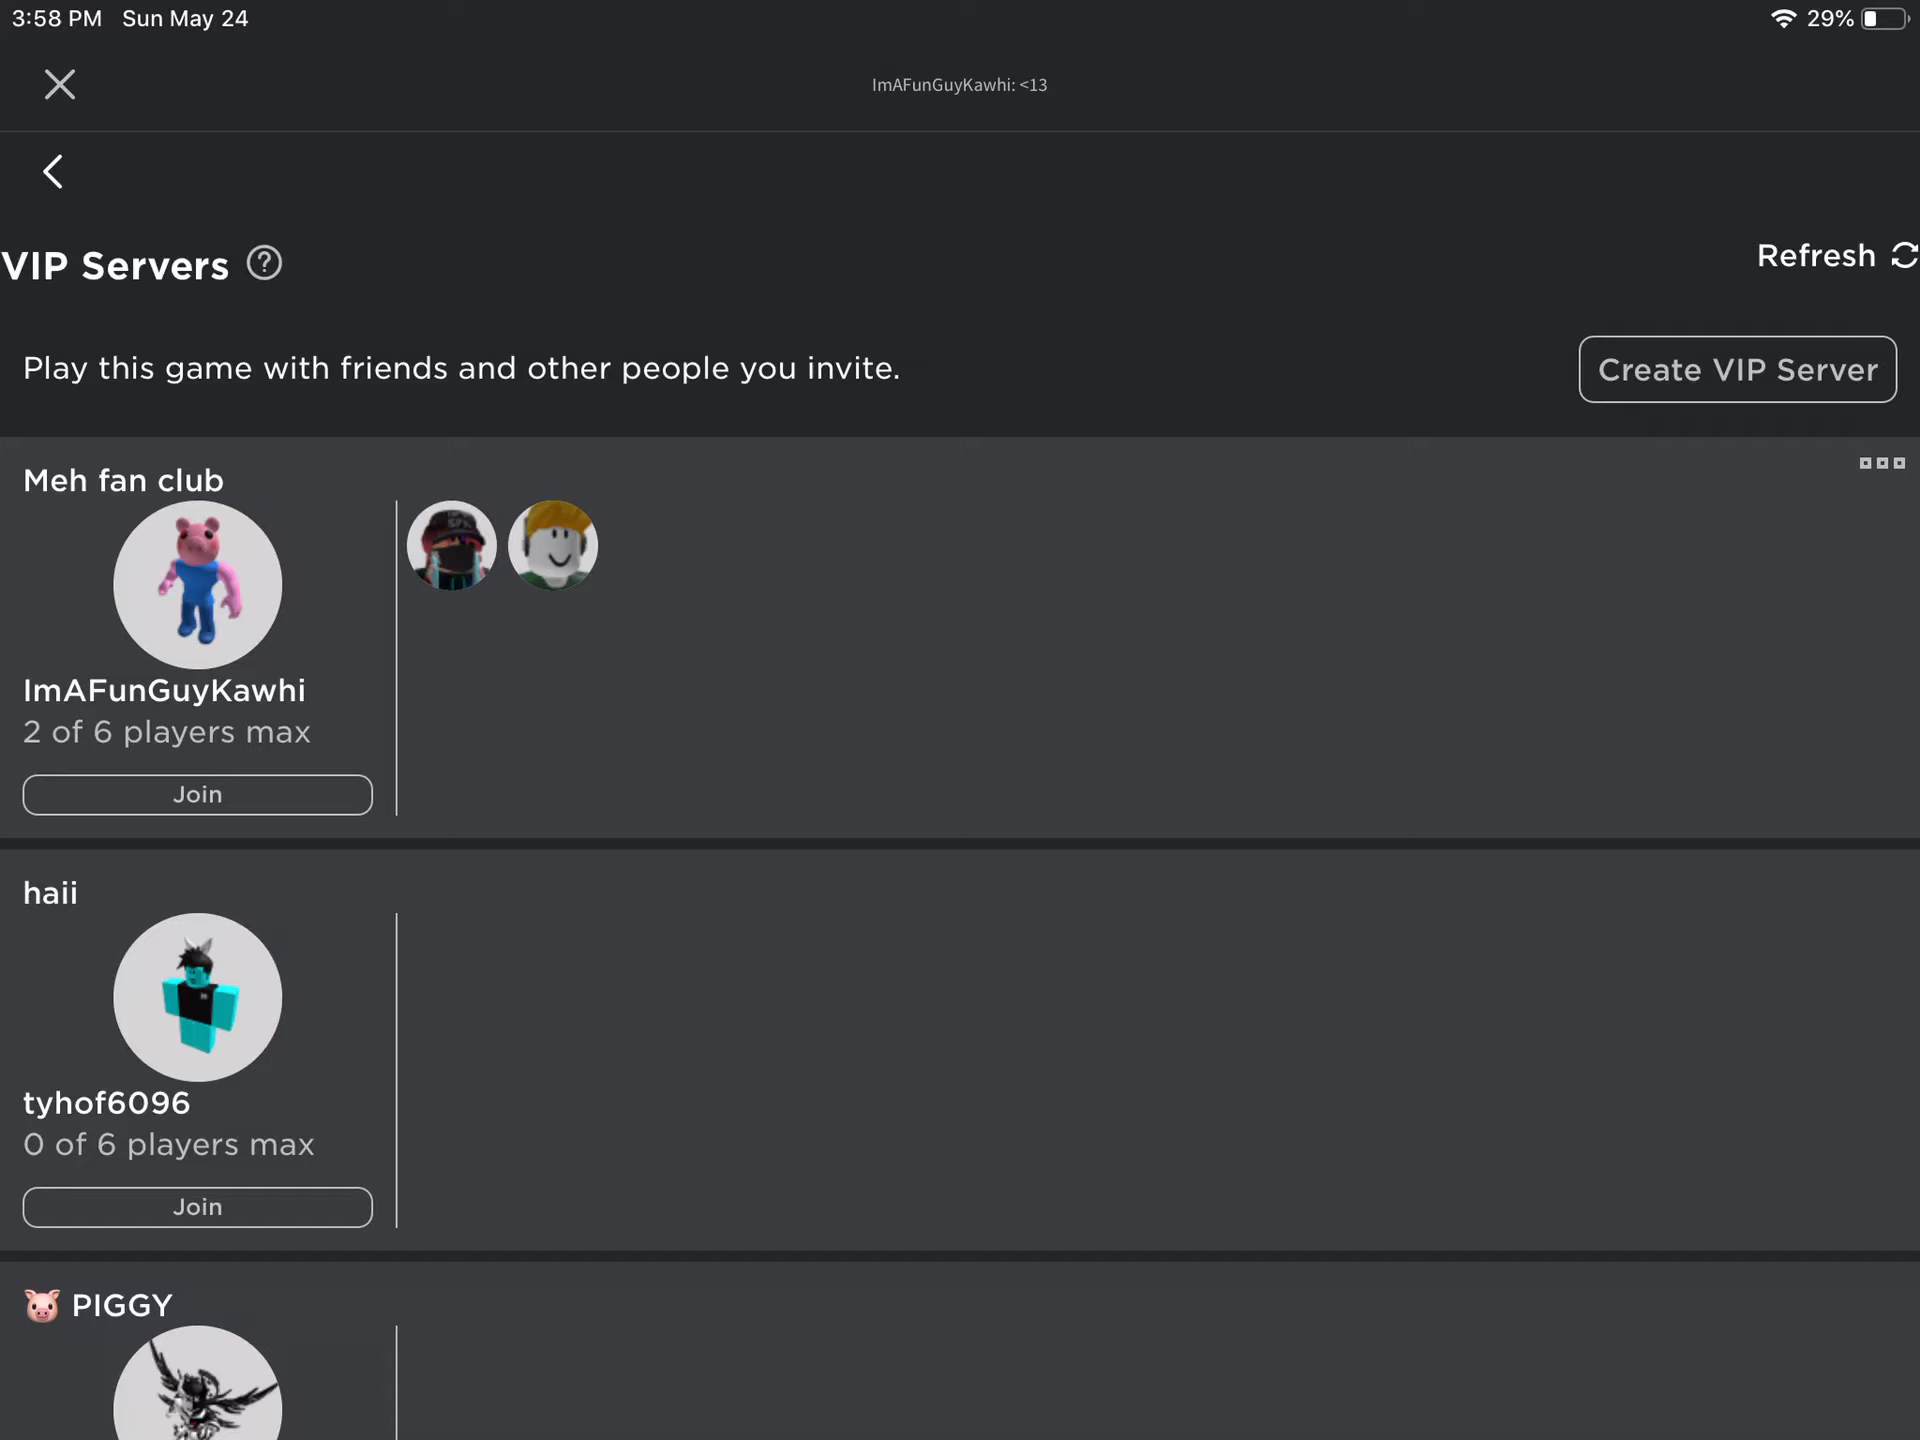 3:58 PM Sun May 24 29%
ImAFunGuyKawhi: <13
VIP Servers ?
Refresh
Play this game with friends and other people you invite.
Create VIP Server
Meh fan club
ImAFunGuyKawhi
2 of 6 players max
Join
haii
tyhof6096
0 of 6 players max
Join
🐷 PIGGY